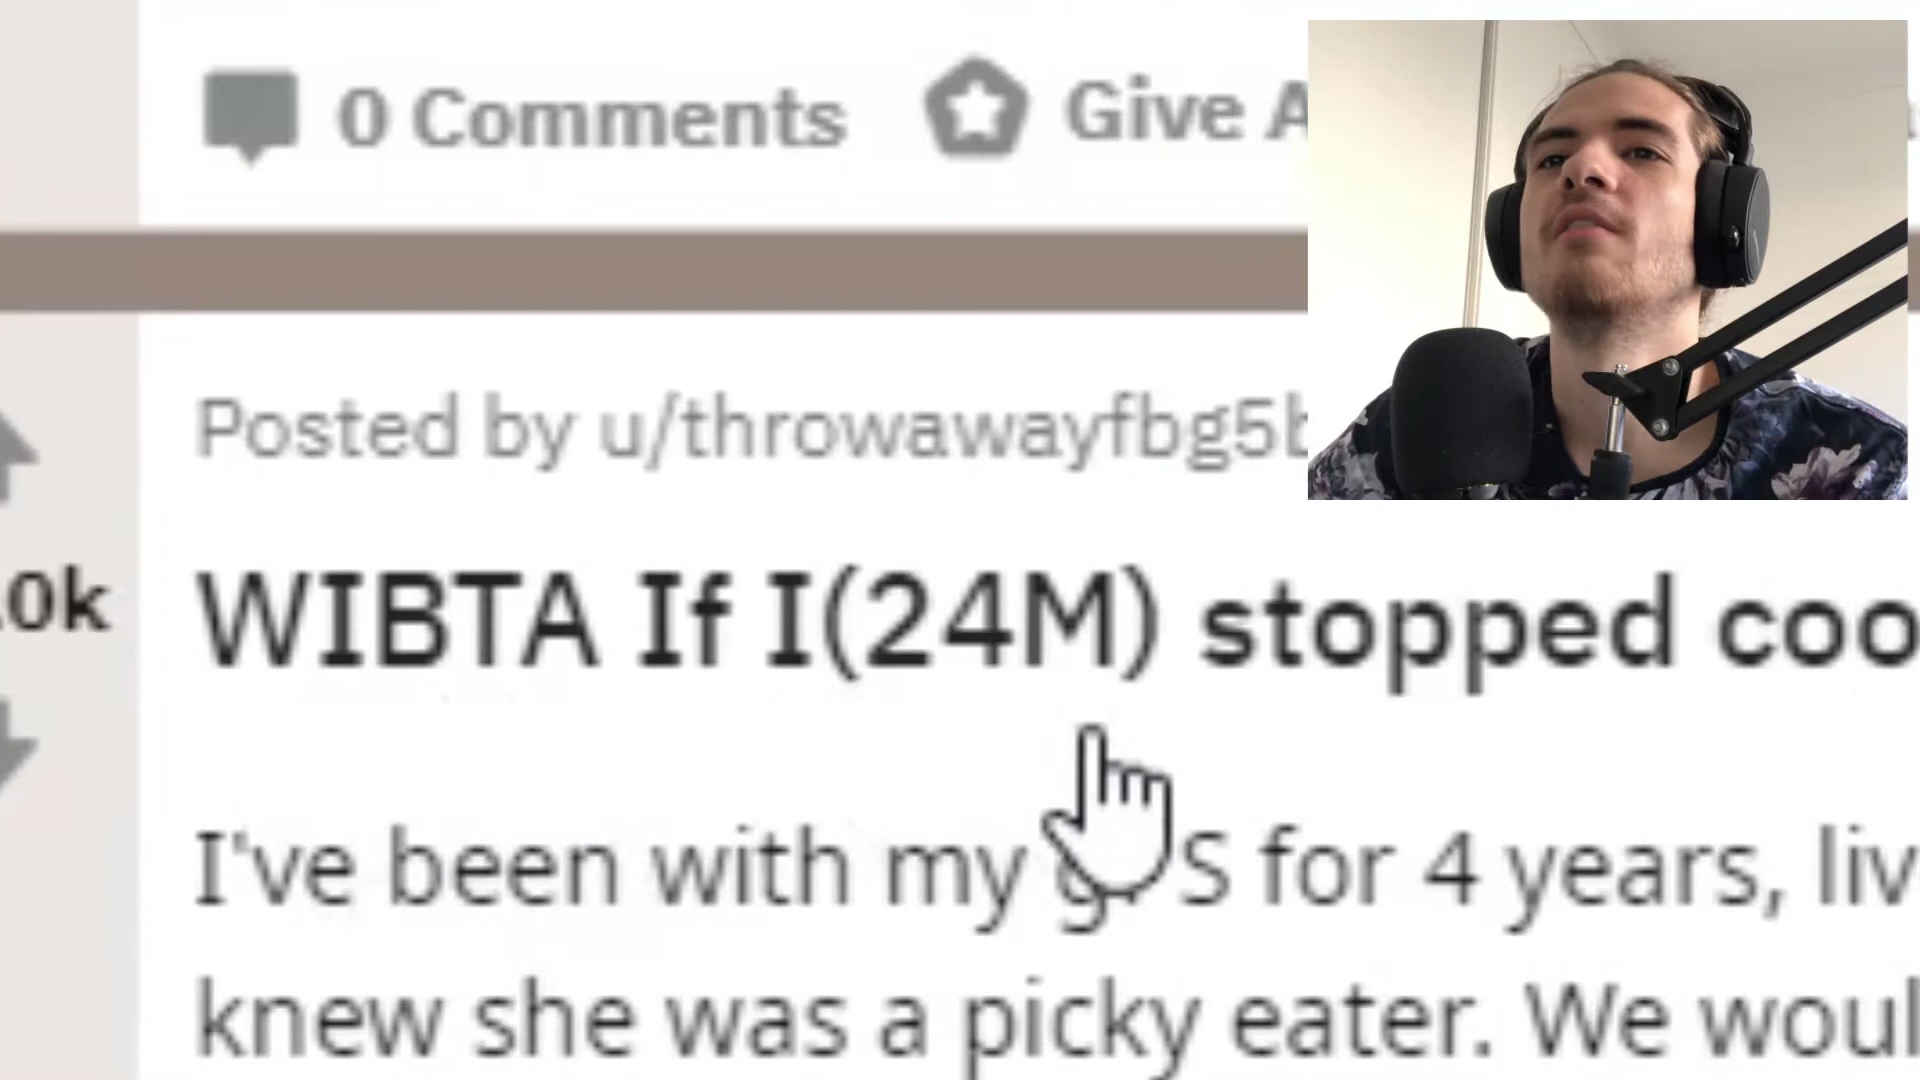 0 Comments Give A
Posted by u/throwawayfbg5b
.0k
WIBTA If I(24M) stopped coo
I've been with my S for 4 years, liv
knew she was a picky eater. We woul